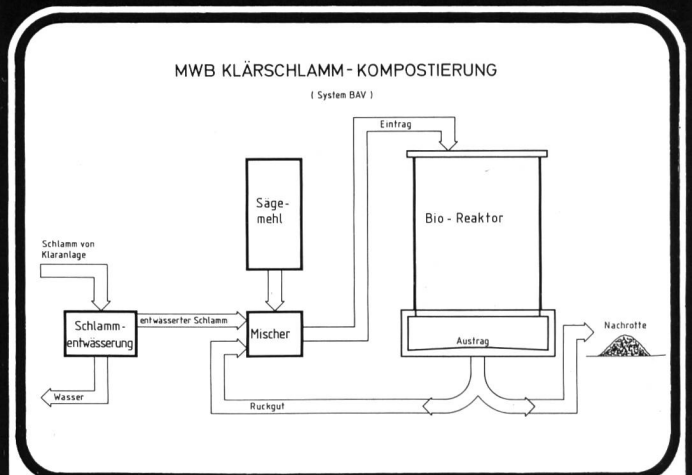 MWB KLÄRSCHLAMM-KOMPOSTIERUNG
( System BAV )
Eintrag
Säge-
mehl
Bio - Reaktor
Schlamm von
Klaranlage
Schlamm-
entwässerung
entwässerter Schlamm
Mischer
Austrag
Nachrotte
Wasser
Ruckgut